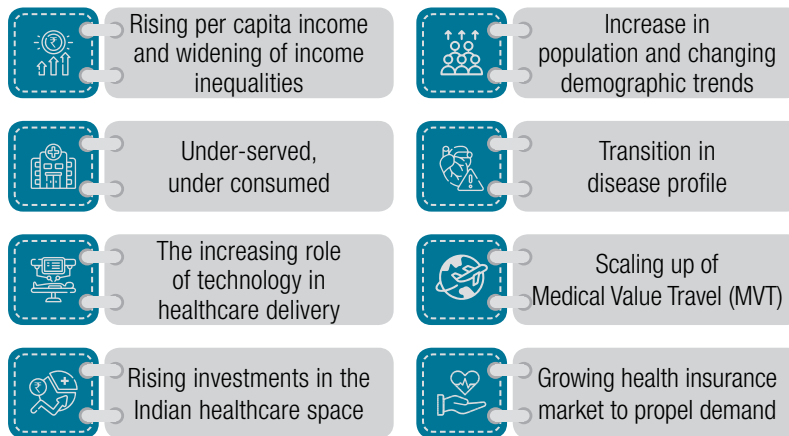 Rising per capita income
and widening of income
inequalities
Increase in
population and changing
demographic trends
Under-served,
under consumed
Transition in
disease profile
The increasing role
of technology in
healthcare delivery
Scaling up of
Medical Value Travel (MVT)
₹
Rising investments in the
Indian healthcare space
Growing health insurance
market to propel demand